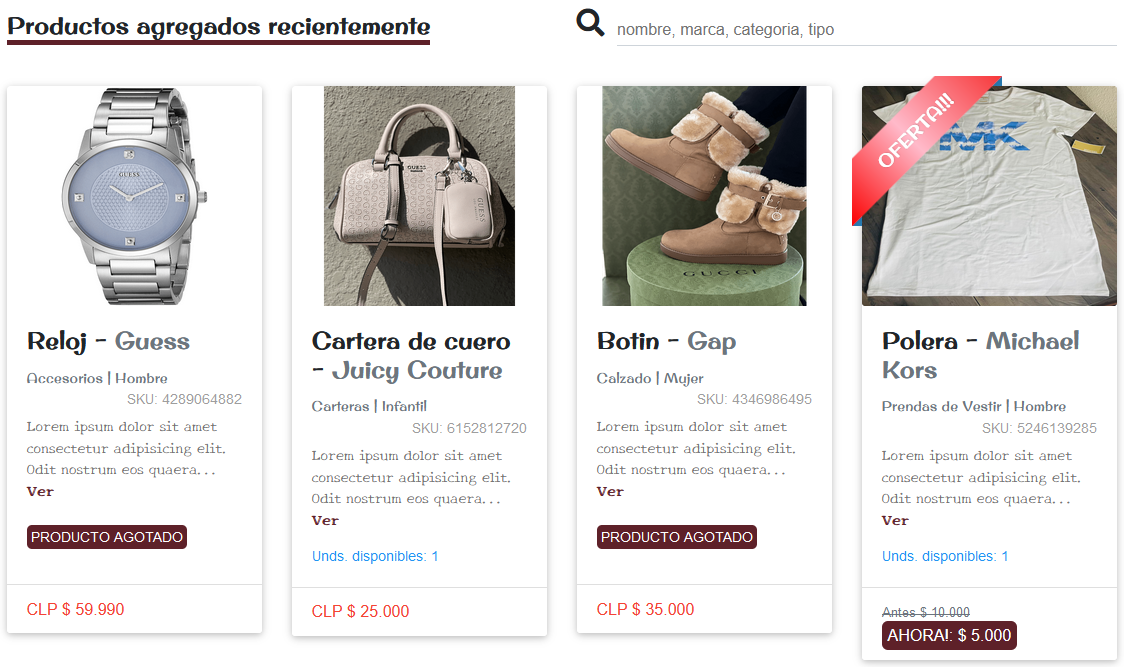 Productos agregados recientemente
nombre, marca, categoria, tipo
GUESS
Reloj - Guess
Accesorios | Hombre
SKU: 4289064882
Lorem ipsum dolor sit amet
consectetur adipisicing elit.
Odit nostrum eos quaera...
Ver
PRODUCTO AGOTADO
CLP $ 59.990
GUESS
GUESS
Cartera de cuero
- Juicy Couture
Carteras | Infantil
SKU: 6152812720
Lorem ipsum dolor sit amet
consectetur adipisicing elit.
Odit nostrum eos quaera...
Ver
Unds. disponibles: 1
CLP $ 25.000
GUCCI
Botin - Gap
Calzado | Mujer
SKU: 4346986495
Lorem ipsum dolor sit amet
consectetur adipisicing elit.
Odit nostrum eos quaera...
Ver
PRODUCTO AGOTADO
CLP $ 35.000
OFERTA!!!
MK
Polera - Michael
Kors
Prendas de Vestir | Hombre
SKU: 5246139285
Lorem ipsum dolor sit amet
consectetur adipisicing elit.
Odit nostrum eos quaera...
Ver
Unds. disponibles: 1
Antes $ 10.000
AHORA!: $ 5.000